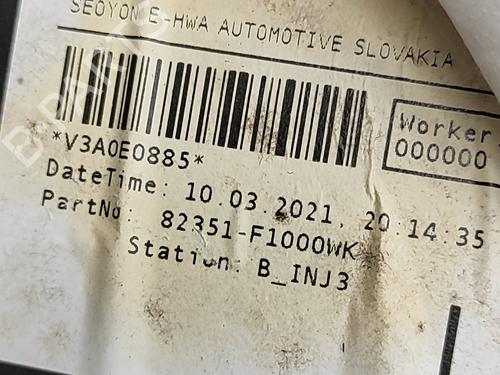 SEOYON E-HWA AUTOMOTIVE SLOVAKIA
Worker
000000
*V3A0E0885*
DateTime: 10.03.2021, 20:14:35
PartNo: 82351-F1000WK
Station: B_INJ3
B-PARTS